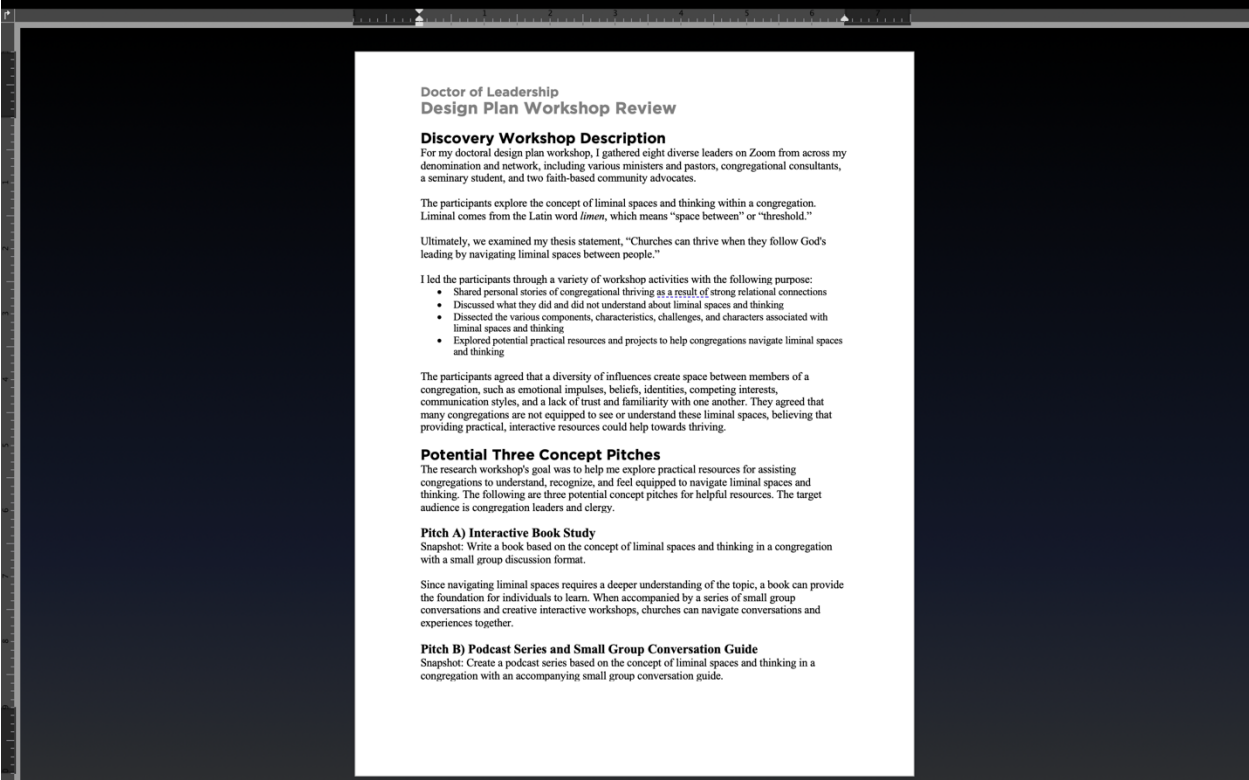 Doctor of Leadership
Design Plan Workshop Review
Discovery Workshop Description
For my doctoral design plan workshop, I gathered eight diverse leaders on Zoom from across my
denomination and network, including various ministers and pastors, congregational consultants,
a seminary student, and two faith-based community advocates.
The participants explore the concept of liminal spaces and thinking within a congregation.
Liminal comes from the Latin word limen, which means “space between” or “threshold.”
Ultimately, we examined my thesis statement, “Churches can thrive when they follow God's
leading by navigating liminal spaces between people.”
I led the participants through a variety of workshop activities with the following purpose:
• Shared personal stories of congregational thriving as a result of strong relational connections
• Discussed what they did and did not understand about liminal spaces and thinking
• Dissected the various components, characteristics, challenges, and characters associated with
liminal spaces and thinking
• Explored potential practical resources and projects to help congregations navigate liminal spaces
and thinking
The participants agreed that a diversity of influences create space between members of a
congregation, such as emotional impulses, beliefs, identities, competing interests,
communication styles, and a lack of trust and familiarity with one another. They agreed that
many congregations are not equipped to see or understand these liminal spaces, believing that
providing practical, interactive resources could help towards thriving.
Potential Three Concept Pitches
The research workshop's goal was to help me explore practical resources for assisting
congregations to understand, recognize, and feel equipped to navigate liminal spaces and
thinking. The following are three potential concept pitches for helpful resources. The target
audience is congregation leaders and clergy.
Pitch A) Interactive Book Study
Snapshot: Write a book based on the concept of liminal spaces and thinking in a congregation
with a small group discussion format.
Since navigating liminal spaces requires a deeper understanding of the topic, a book can provide
the foundation for individuals to learn. When accompanied by a series of small group
conversations and creative interactive workshops, churches can navigate conversations and
experiences together.
Pitch B) Podcast Series and Small Group Conversation Guide
Snapshot: Create a podcast series based on the concept of liminal spaces and thinking in a
congregation with an accompanying small group conversation guide.